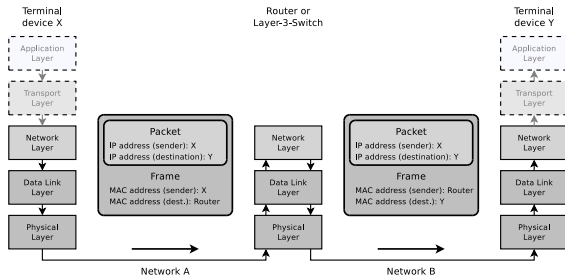 Terminal
device X
Router or
Layer-3-Switch
Terminal
device Y
Application
Layer
Transport
Layer
Network
Layer
Data Link
Layer
Physical
Layer
Packet
IP address (sender): X
IP address (destination): Y
Frame
MAC address (sender): X
MAC address (dest.): Router
Network
Layer
Data Link
Layer
Physical
Layer
Packet
IP address (sender): X
IP address (destination): Y
Frame
MAC address (sender): Router
MAC address (dest.): Y
Application
Layer
Transport
Layer
Network
Layer
Data Link
Layer
Physical
Layer
Network A
Network B